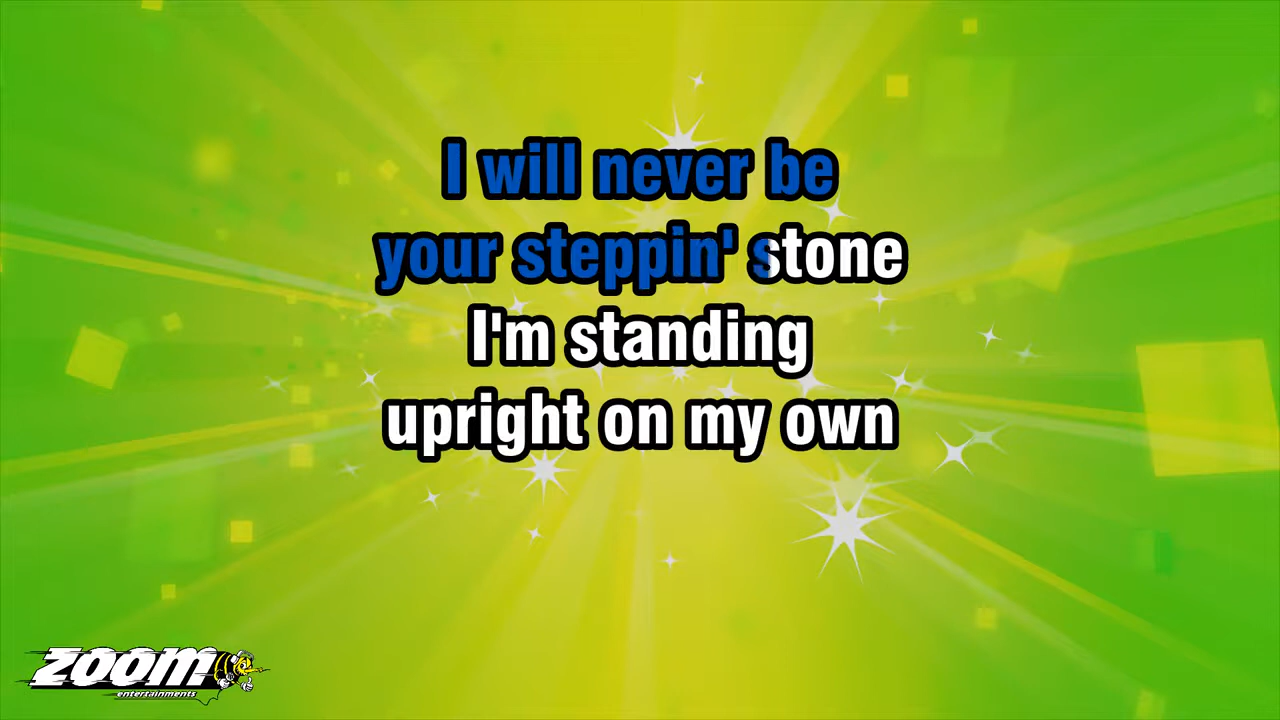 I will never be
your steppin' stone
I'm standing
upright on my own
ZOOM
entertainments